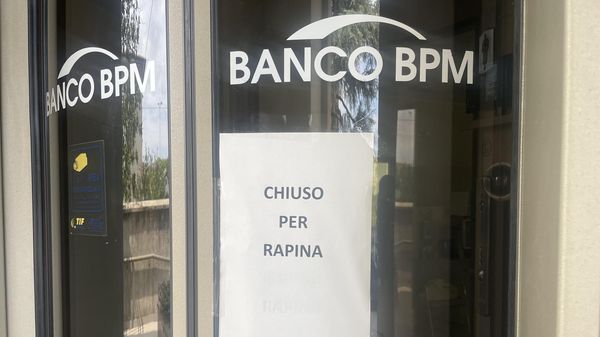 BANCO BPM
BANCO BPM
CHIUSO
PER
RAPINA